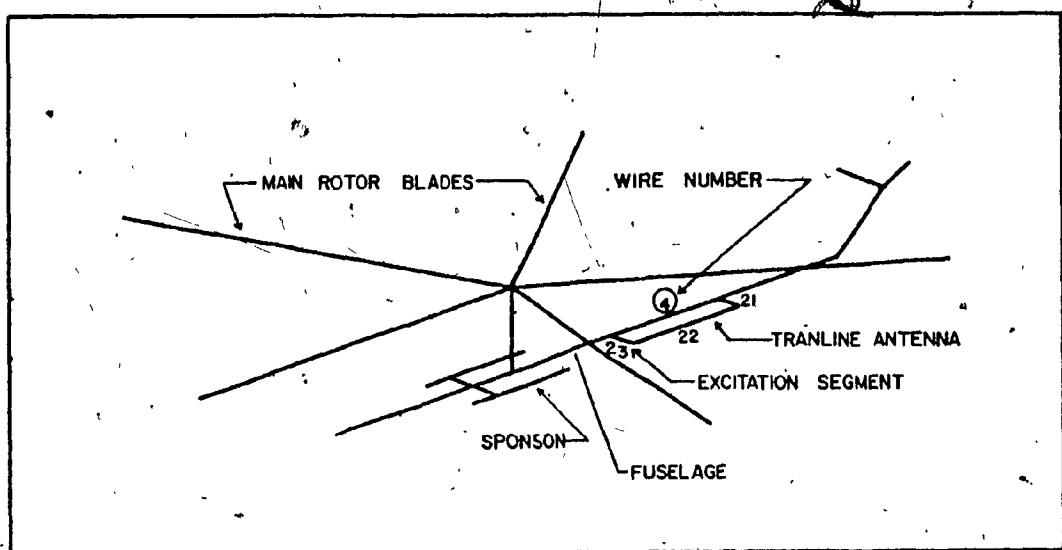 MAIN ROTOR BLADES
WIRE NUMBER
4
21
22
TRANLINE ANTENNA
23
EXCITATION SEGMENT
SPONSON
FUSELAGE